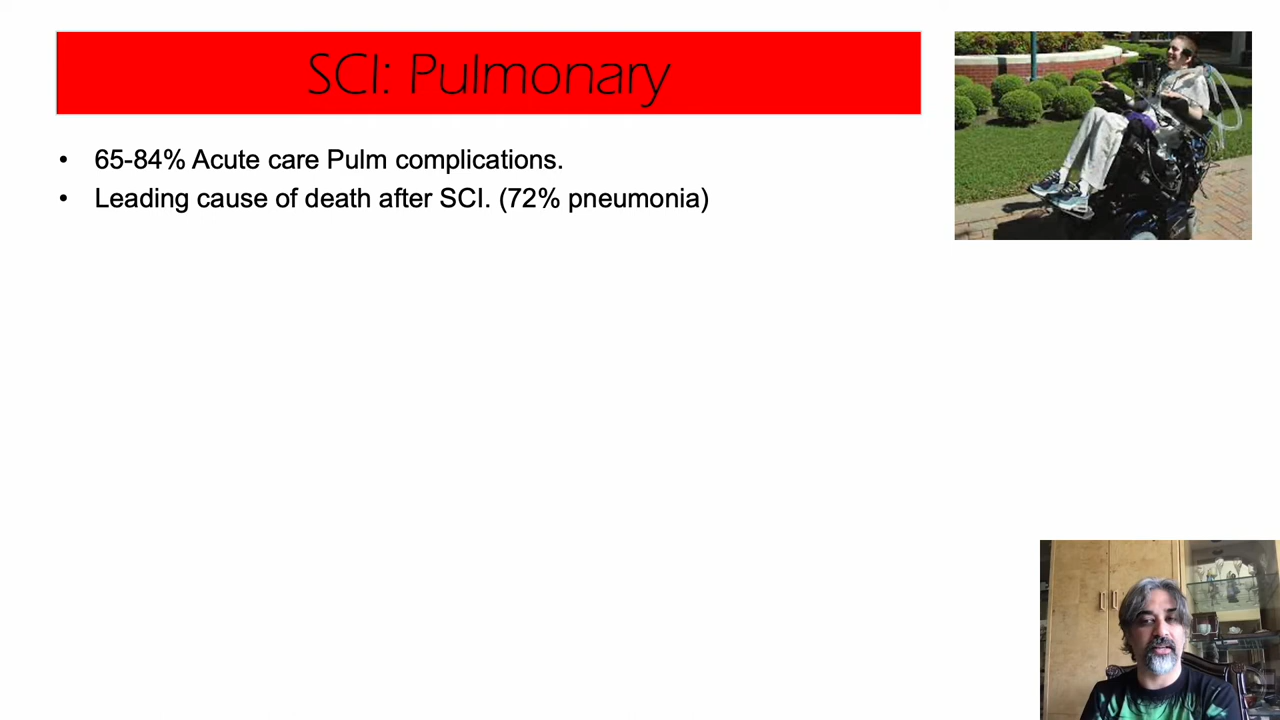 SCI: Pulmonary
• 65-84% Acute care Pulm complications.
• Leading cause of death after SCI. (72% pneumonia)